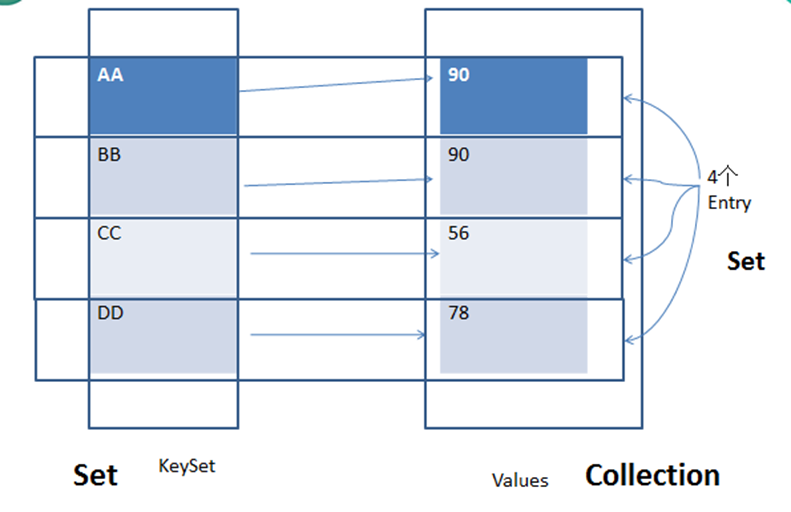 AA
90
BB
90
CC
56
DD
78
4个
Entry
Set
Set
KeySet
Values
Collection